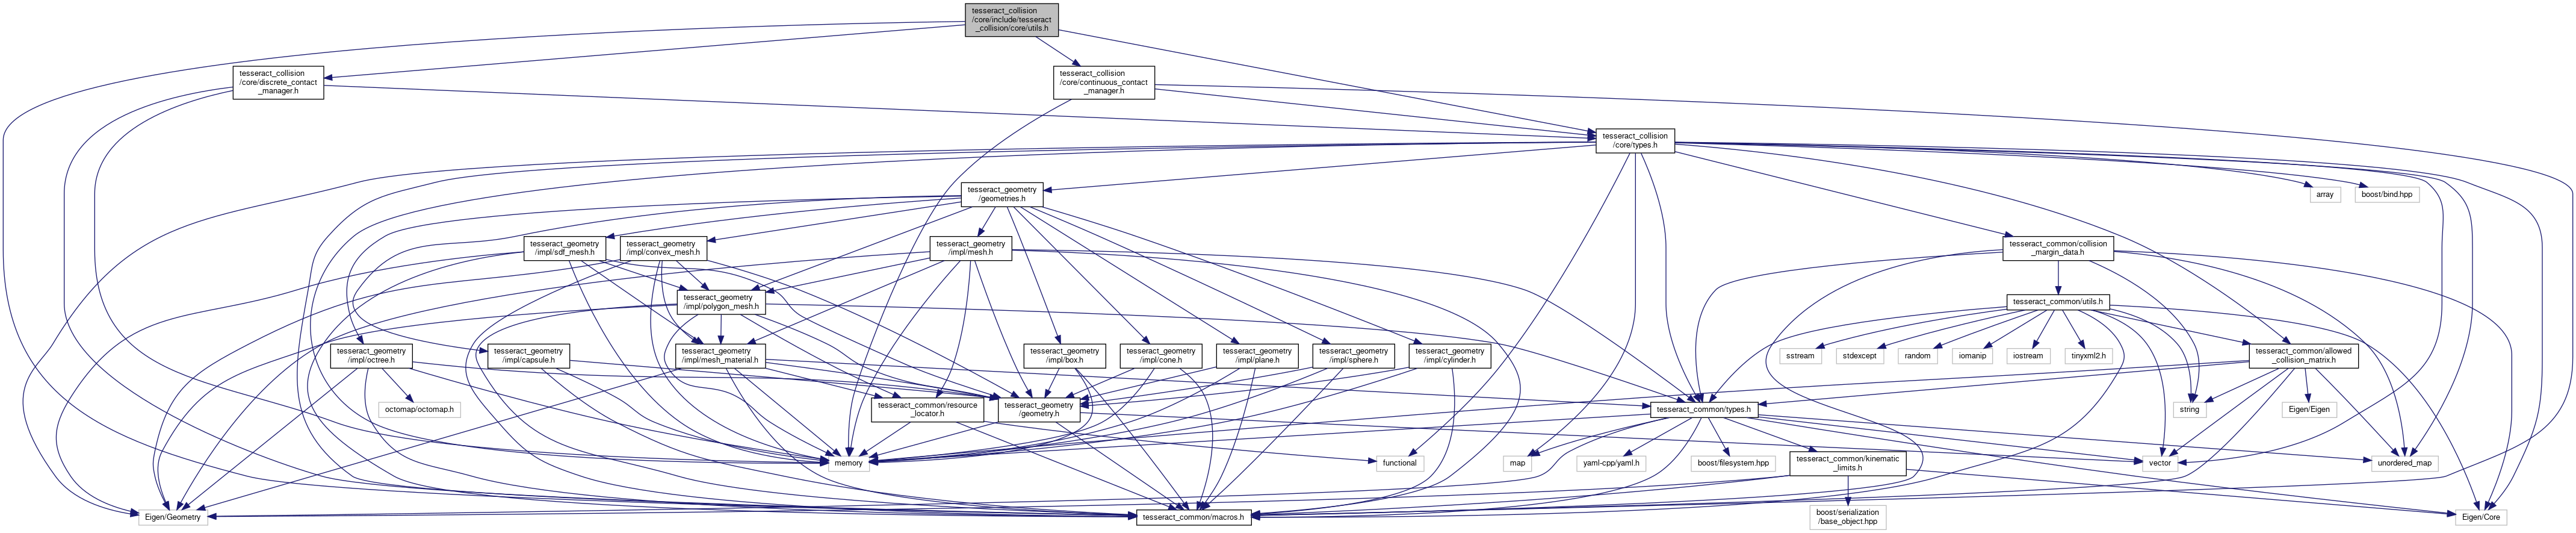 tesseract_collision
/core/include/tesseract
_collision/core/utils.h
tesseract_collision
/core/discrete_contact
_manager.h
tesseract_collision
/core/continuous_contact
_manager.h
tesseract_collision
/core/types.h
tesseract_geometry
/geometries.h
array
boost/bind.hpp
tesseract_geometry
/impl/sdf_mesh.h
tesseract_geometry
/impl/convex_mesh.h
tesseract_geometry
/impl/mesh.h
tesseract_common/collision
_margin_data.h
tesseract_geometry
/impl/polygon_mesh.h
tesseract_common/utils.h
tesseract_geometry
/impl/octree.h
tesseract_geometry
/impl/capsule.h
tesseract_geometry
/impl/mesh_material.h
tesseract_geometry
/impl/box.h
tesseract_geometry
/impl/cone.h
tesseract_geometry
/impl/plane.h
tesseract_geometry
/impl/sphere.h
tesseract_geometry
/impl/cylinder.h
sstream
stdexcept
random
iomanip
iostream
tinyxml2.h
tesseract_common/allowed
_collision_matrix.h
octomap/octomap.h
tesseract_common/resource
_locator.h
tesseract_geometry
/geometry.h
tesseract_common/types.h
string
Eigen/Eigen
memory
functional
map
yaml-cpp/yaml.h
boost/filesystem.hpp
tesseract_common/kinematic
_limits.h
vector
unordered_map
Eigen/Geometry
tesseract_common/macros.h
boost/serialization
/base_object.hpp
Eigen/Core